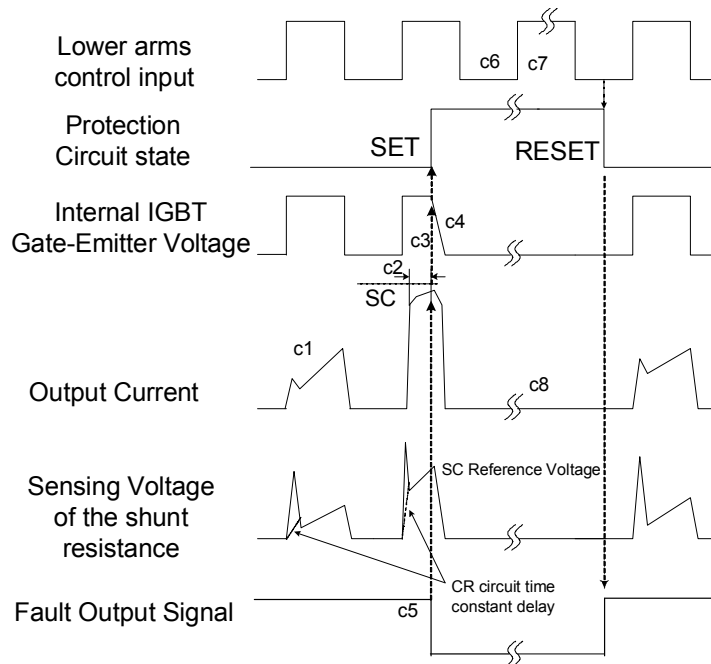 Lower arms
control input
c6
c7
Protection
Circuit state
SET
RESET
Internal IGBT
Gate-Emitter Voltage
c4
c3
c2
SC
c1
Output Current
c8
SC Reference Voltage
Sensing Voltage
of the shunt
resistance
CR circuit time
constant delay
Fault Output Signal
c5